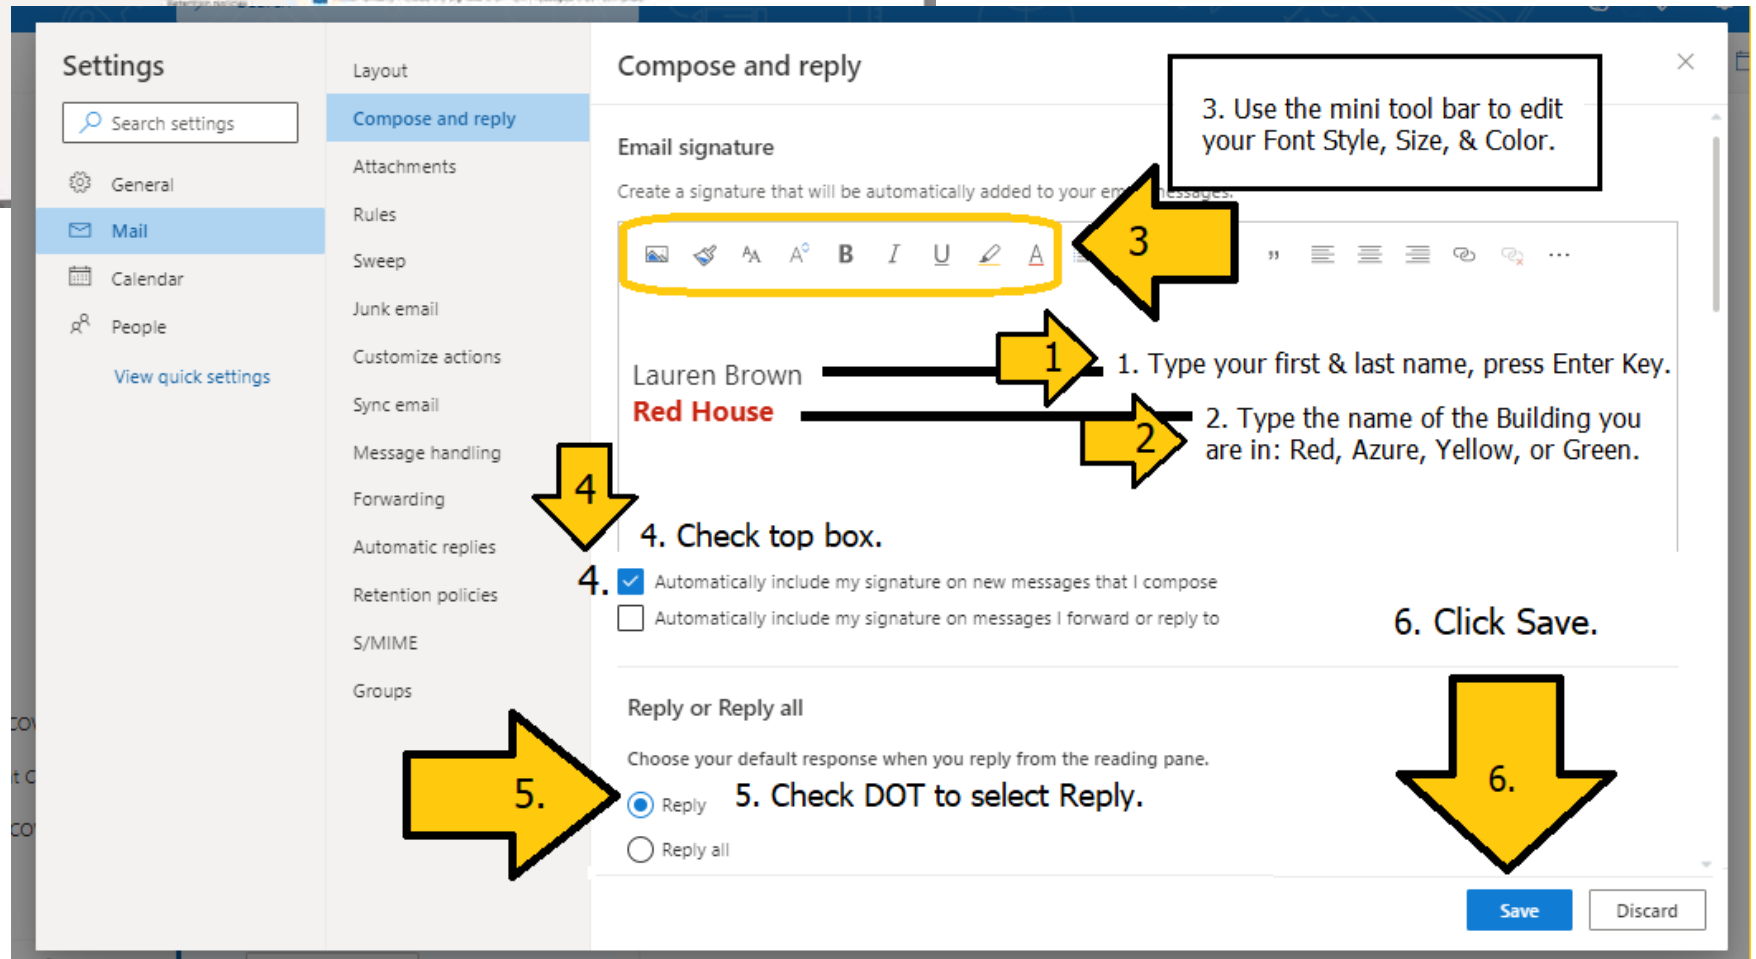 Settings
Search settings
General
Mail
Calendar
People
View quick settings
Layout
Compose and reply
Attachments
Rules
Sweep
Junk email
Customize actions
Sync email
Message handling
Forwarding
Automatic replies
Retention policies
S/MIME
Groups
Compose and reply
3. Use the mini tool bar to edit
your Font Style, Size, & Color.
Email signature
Create a signature that will be automatically added to your messages.
3
Lauren Brown
1
1. Type your first & last name, press Enter Key.
Red House
2
2. Type the name of the Building you
are in: Red, Azure, Yellow, or Green.
4
4. Check top box.
4.
Automatically include my signature on new messages that I compose
Automatically include my signature on messages I forward or reply to
6. Click Save.
Reply or Reply all
Choose your default response when you reply from the reading pane.
5.
Reply
5. Check DOT to select Reply.
6.
Reply all
Save
Discard